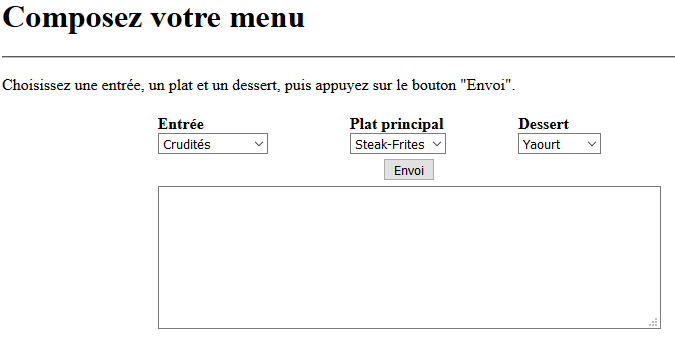 Composez votre menu
Choisissez une entrée, un plat et un dessert, puis appuyez sur le bouton "Envoi".
Entrée Plat principal Dessert
Crudités Steak-Frites Yaourt
Envoi